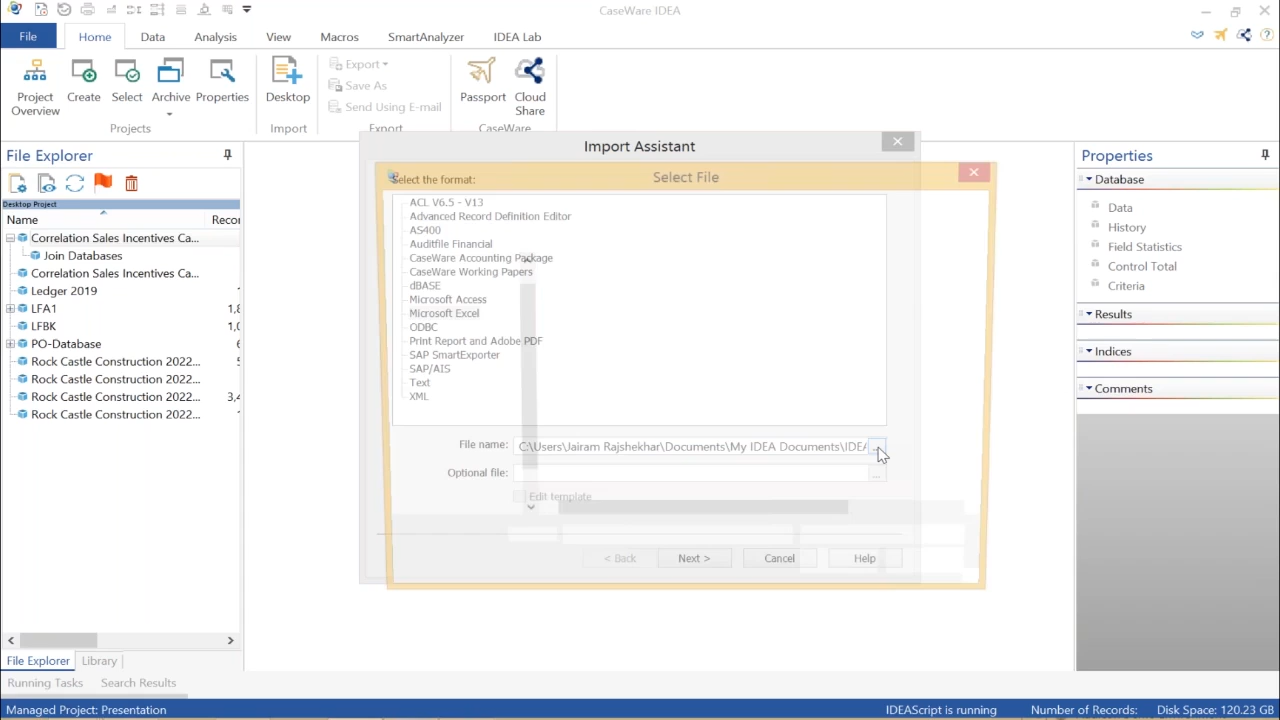 CaseWare IDEA
File
Home
Data
Analysis
View
Macros
SmartAnalyzer
IDEA Lab
Project Overview
Create
Select
Archive
Properties
Desktop
Export
Save As
Send Using E-mail
Passport
Cloud Share
Projects
Import
Export
CaseWare
File Explorer
Desktop Project
Name
Recor
Correlation Sales Incentives Ca...
Join Databases
Correlation Sales Incentives Ca...
Ledger 2019
LFA1
1,8
LFBK
1,0
PO-Database
6
Rock Castle Construction 2022...
5
Rock Castle Construction 2022...
Rock Castle Construction 2022...
3,4
Rock Castle Construction 2022...
File Explorer
Library
Import Assistant
Select File
Select the format:
ACL V6.5 - V13
Advanced Record Definition Editor
AS400
Auditfile Financial
CaseWare Accounting Package
CaseWare Working Papers
dBASE
Microsoft Access
Microsoft Excel
ODBC
Print Report and Adobe PDF
SAP SmartExporter
SAP/AIS
Text
XML
File name:
C:\Users\Jairam Rajshekhar\Documents\My IDEA Documents\IDEA
Optional file:
...
Edit template
< Back
Next >
Cancel
Help
Properties
Database
Data
History
Field Statistics
Control Total
Criteria
Results
Indices
Comments
Running Tasks
Search Results
Managed Project: Presentation
IDEAScript is running
Number of Records:
Disk Space: 120.23 GB